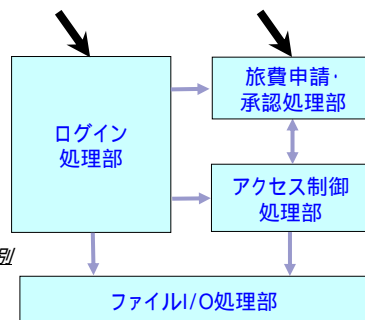 旅費申請･
承認処理部
ログイン
処理部
アクセス制御
処理部
別
ファイルI/O処理部